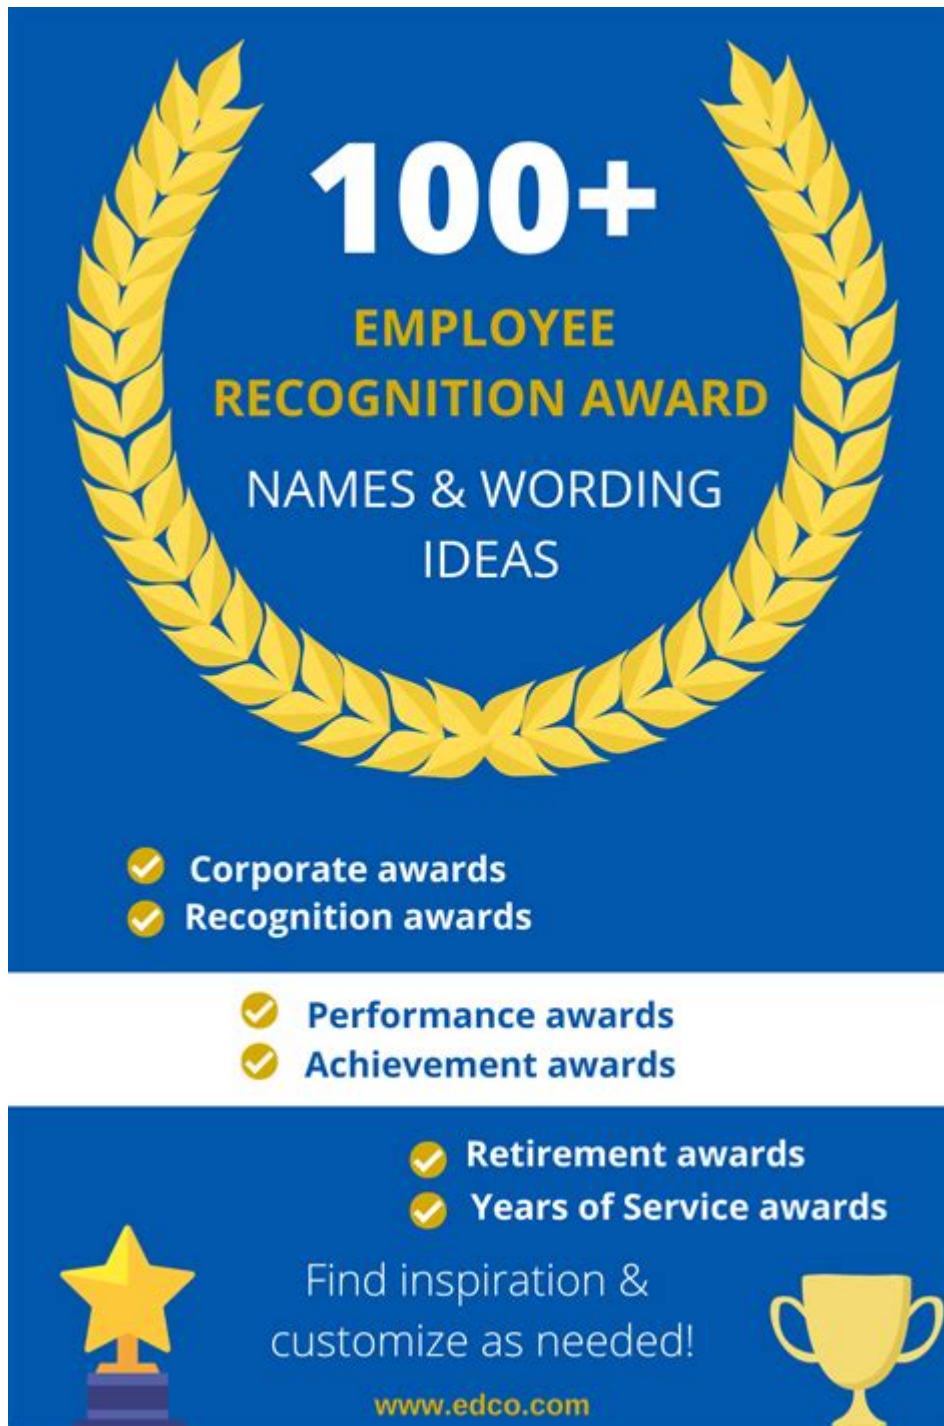 100+
EMPLOYEE
RECOGNITION AWARD
NAMES & WORDING
IDEAS
Corporate awards
Recognition awards
Performance awards
Achievement awards
Retirement awards
Years of Service awards
Find inspiration &
customize as needed!
www.edco.com